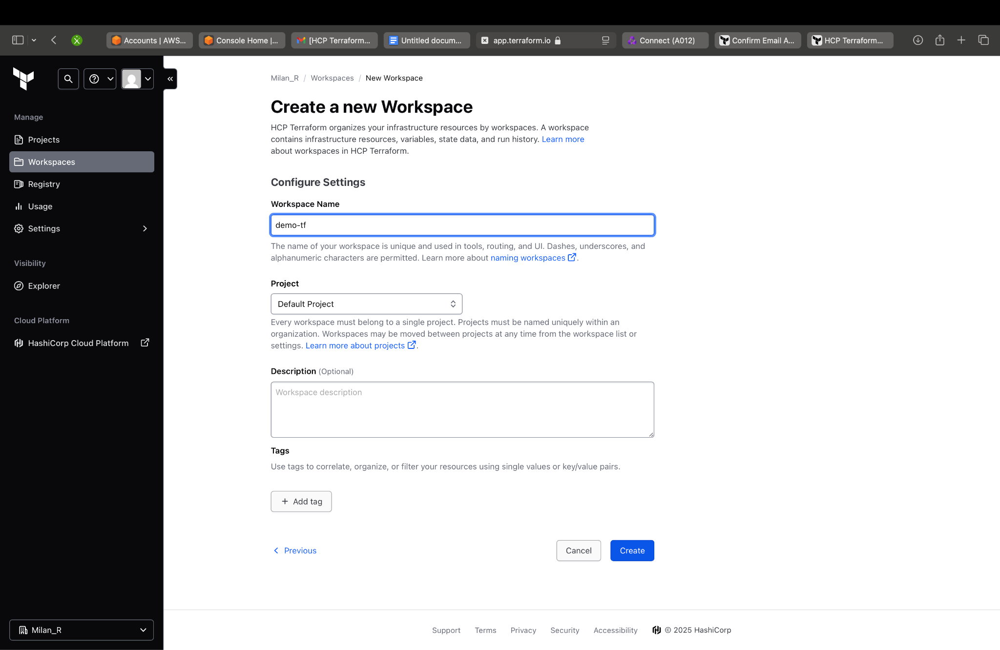 Accounts | AWS...
Console Home |...
[HCP Terraform...
Untitled docum...
app.terraform.io
Connect (A012)
Confirm Email A...
HCP Terraform...
Manage
Projects
Workspaces
Registry
Usage
Settings
Visibility
Explorer
Cloud Platform
HashiCorp Cloud Platform
Milan_R
Milan_R / Workspaces / New Workspace
Create a new Workspace
HCP Terraform organizes your infrastructure resources by workspaces. A workspace
contains infrastructure resources, variables, state data, and run history. Learn more
about workspaces in HCP Terraform.
Configure Settings
Workspace Name
demo-tf
The name of your workspace is unique and used in tools, routing, and UI. Dashes, underscores, and
alphanumeric characters are permitted. Learn more about naming workspaces.
Project
Default Project
Every workspace must belong to a single project. Projects must be named uniquely within an
organization. Workspaces may be moved between projects at any time from the workspace list or
settings. Learn more about projects.
Description (Optional)
Workspace description
Tags
Use tags to correlate, organize, or filter your resources using single values or key/value pairs.
+ Add tag
Previous
Cancel
Create
Support Terms Privacy Security Accessibility © 2025 HashiCorp